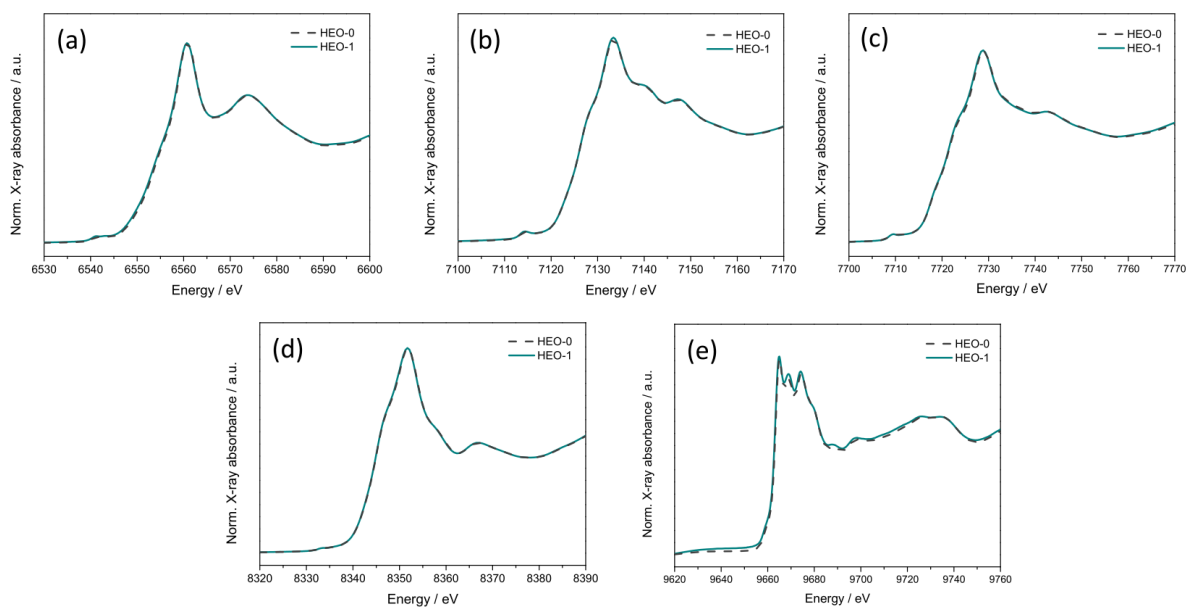 (a)
HEO-0
HEO-1
Norm. X-ray absorbance / a.u.
6530 6540 6550 6560 6570 6580 6590 6600
Energy / eV
(b)
HEO-0
HEO-1
Norm. X-ray absorbance / a.u.
7100 7110 7120 7130 7140 7150 7160 7170
Energy / eV
(c)
HEO-0
HEO-1
Norm. X-ray absorbance / a.u.
7700 7710 7720 7730 7740 7750 7760 7770
Energy / eV
(d)
HEO-0
HEO-1
Norm. X-ray absorbance / a.u.
8320 8330 8340 8350 8360 8370 8380 8390
Energy / eV
(e)
HEO-0
HEO-1
Norm. X-ray absorbance / a.u.
9620 9640 9660 9680 9700 9720 9740 9760
Energy / eV